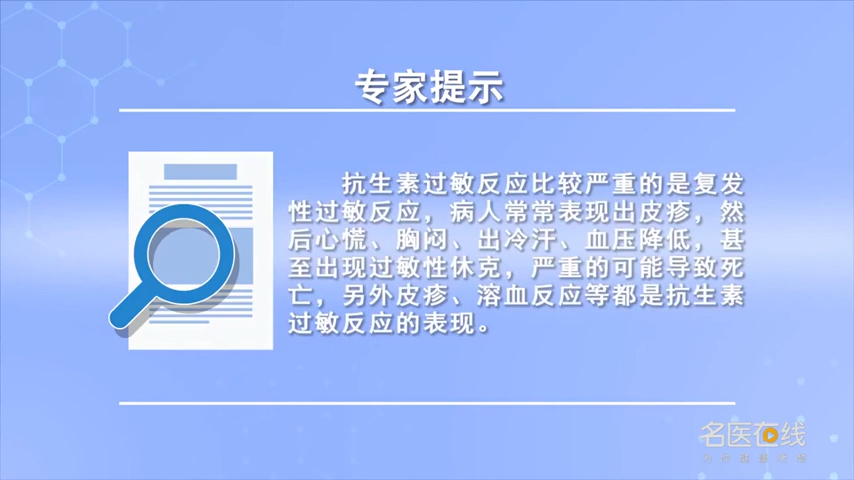 专家提示
抗生素过敏反应比较严重的是复发
性过敏反应，病人常常表现出皮疹，然
后心慌、胸闷、出冷汗、血压降低，甚
至出现过敏性休克，严重的可能导致死
亡，另外皮疹、溶血反应等都是抗生素
过敏反应的表现。
名医在线